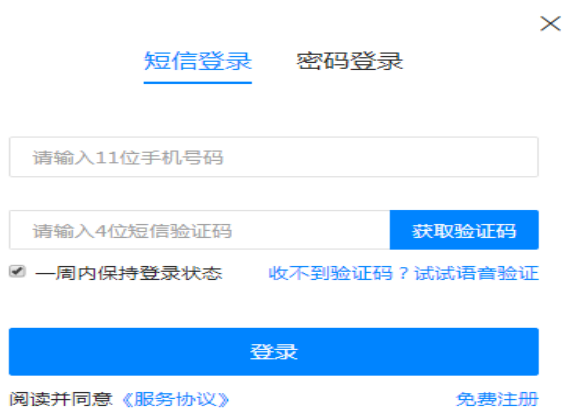 短信登录 密码登录
请输入11位手机号码
请输入4位短信验证码 获取验证码
一周内保持登录状态 收不到验证码？试试语音验证
登录
阅读并同意《服务协议》 免费注册